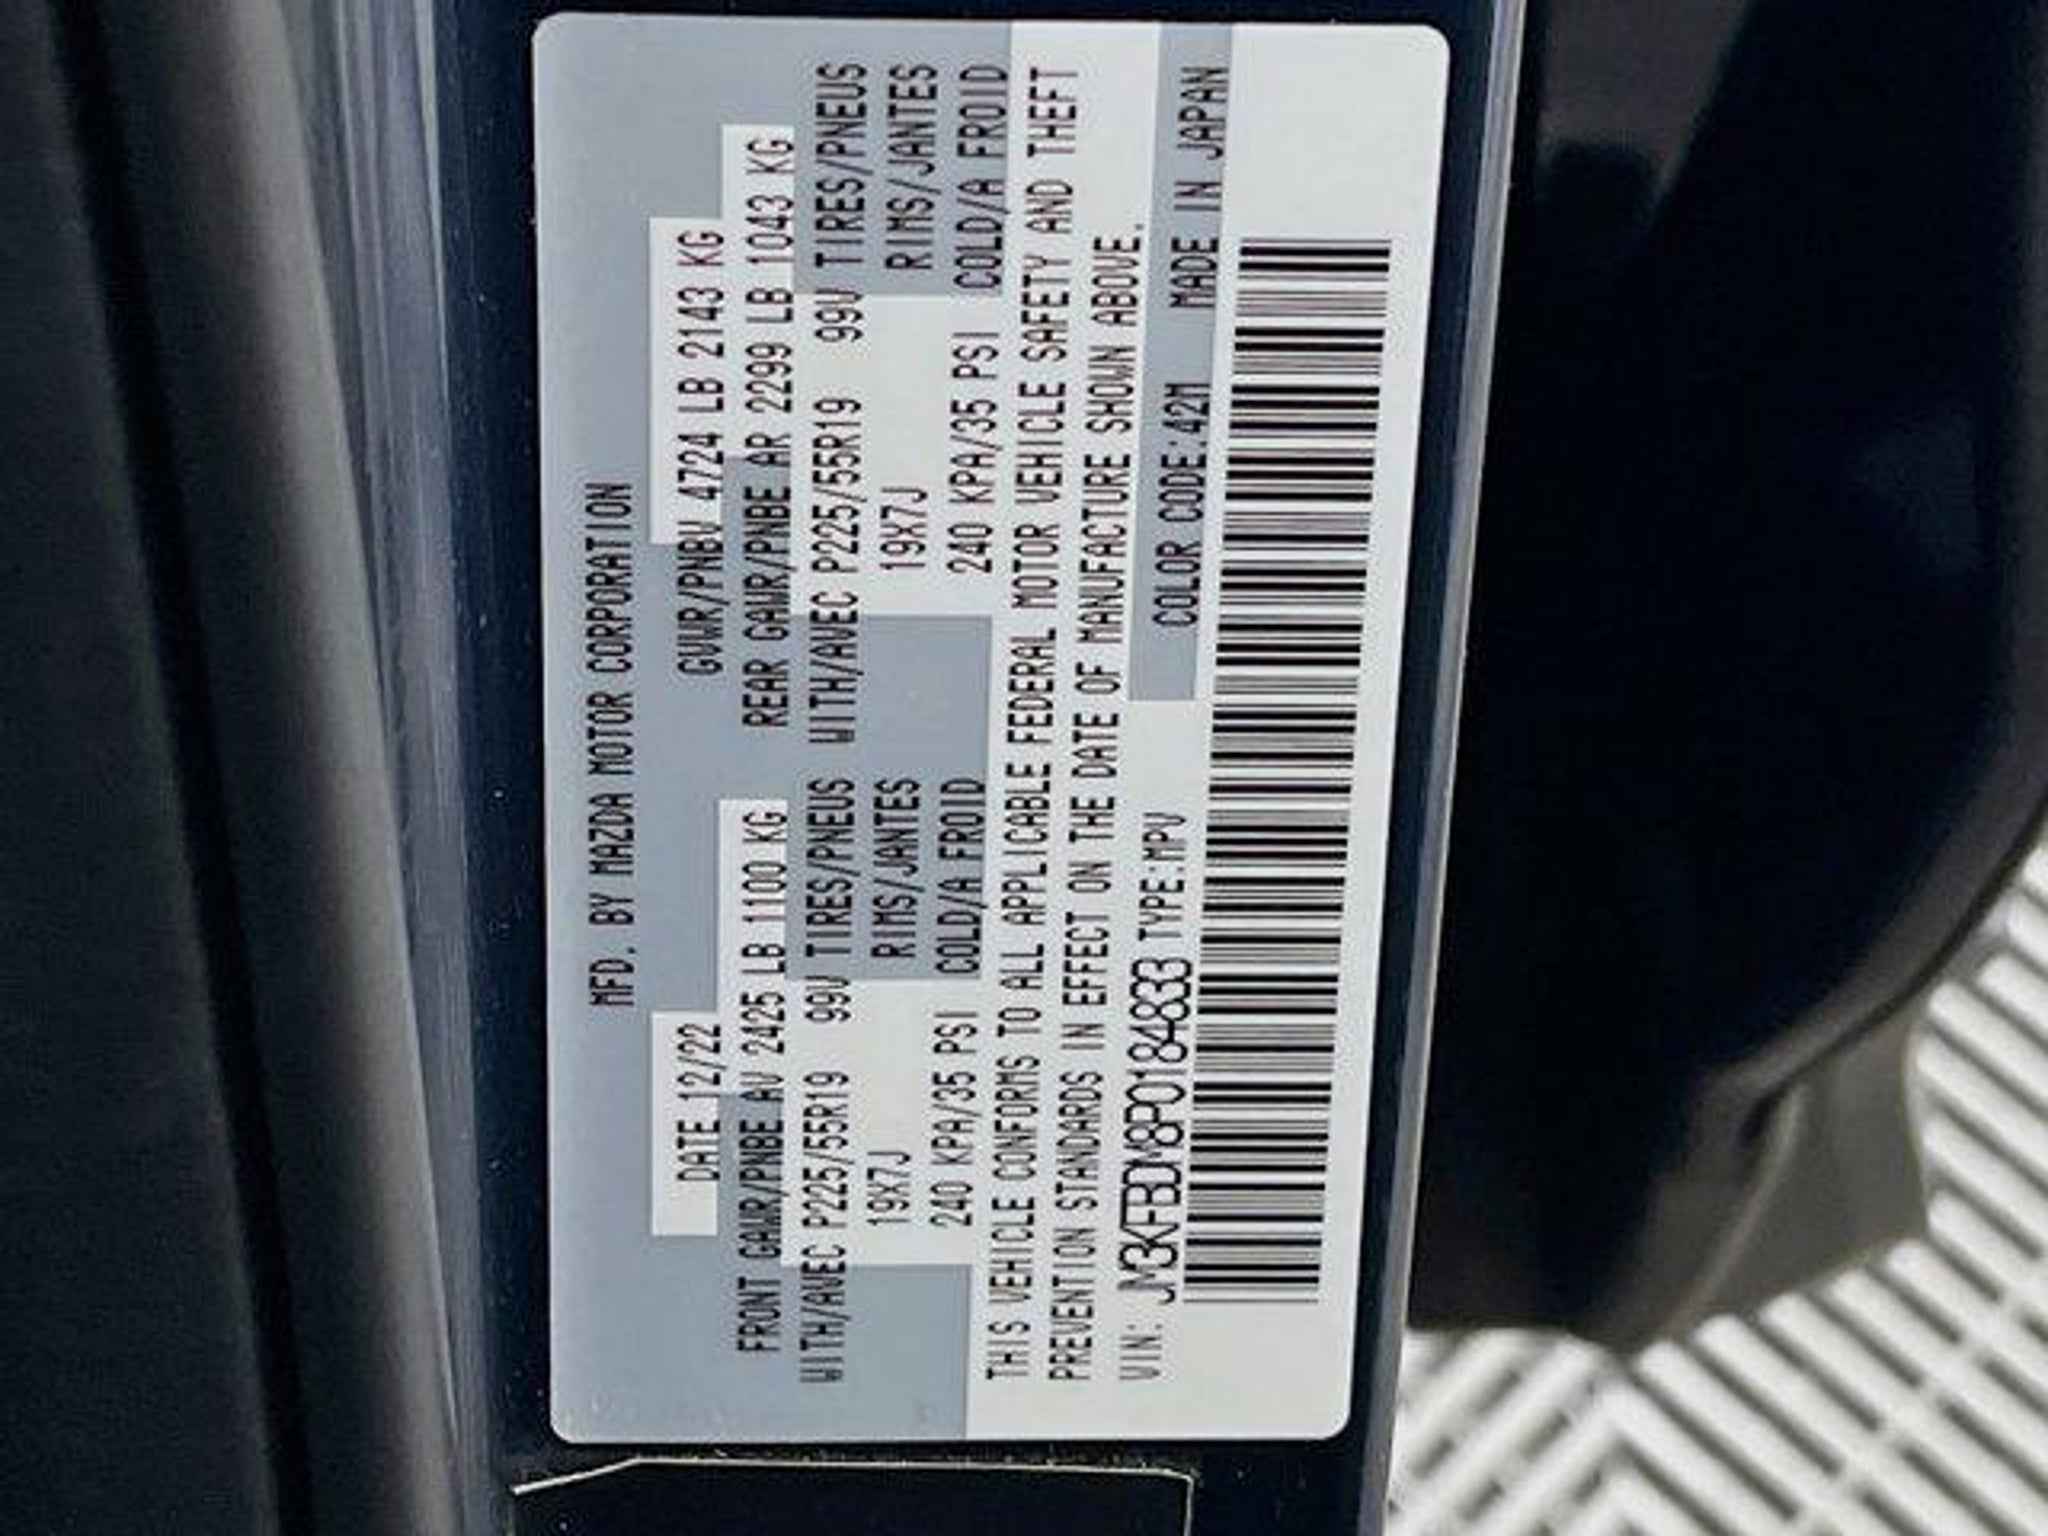 MFD. BY MAZDA MOTOR CORPORATION
DATE 12/22 GVWR/PNBV 4724 LB 2143 KG
FRONT GAWR/PNBE AV 2425 LB 1100 KG REAR GAWR/PNBE AR 2299 LB 1043 KG
WITH/AVEC P225/55R19 99V TIRES/PNEUS WITH/AVEC P225/55R19 99V TIRES/PNEUS
19X7J RIMS/JANTES 19X7J RIMS/JANTES
240 KPA/35 PSI COLD/A FROID 240 KPA/35 PSI COLD/A FROID
THIS VEHICLE CONFORMS TO ALL APPLICABLE FEDERAL MOTOR VEHICLE SAFETY AND THEFT
PREVENTION STANDARDS IN EFFECT ON THE DATE OF MANUFACTURE SHOWN ABOVE.
VIN: JM3KFBDM8P0184833 TYPE:MPV COLOR CODE:42M MADE IN JAPAN